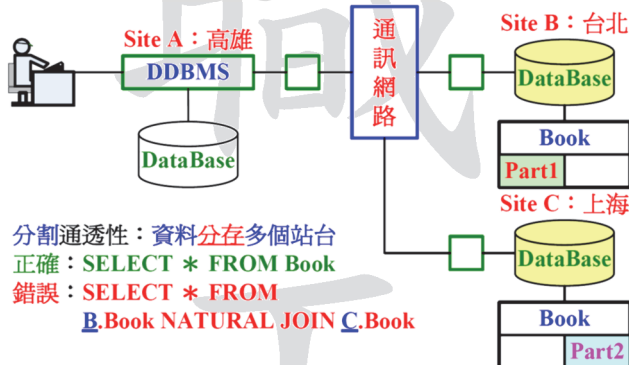 Site A：高雄
DDBMS
DataBase
通訊網路
Site B：台北
DataBase
Book
Part1
Site C：上海
DataBase
Book
Part2
分割通透性：資料分存多個站台
正確：SELECT * FROM Book
錯誤：SELECT * FROM
B.Book NATURAL JOIN C.Book